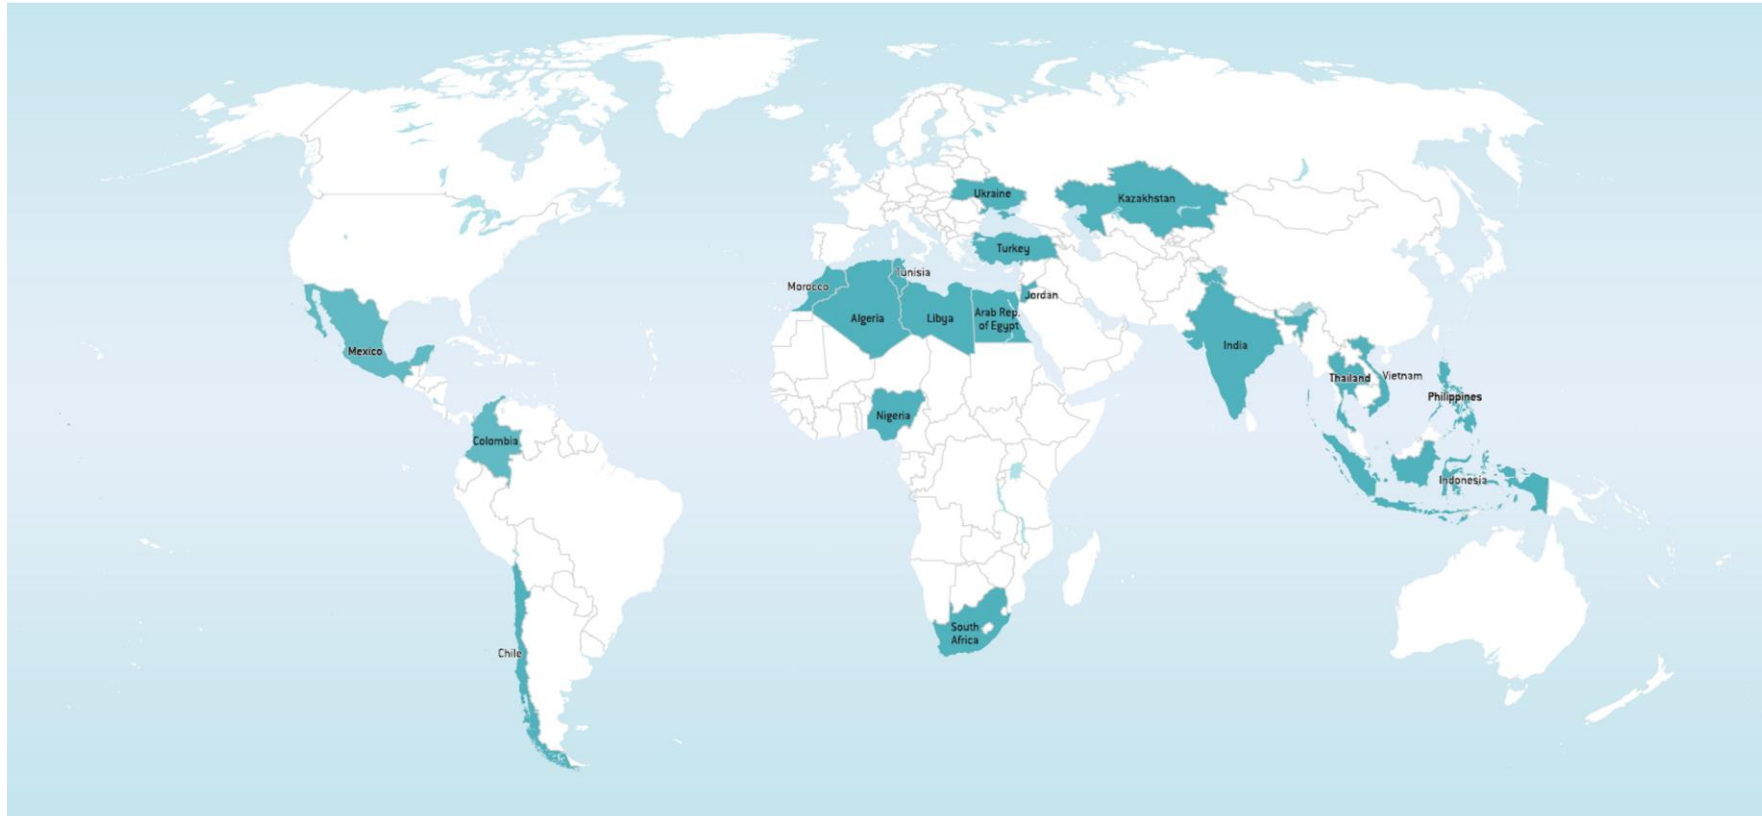 Ukraine
Kazakhstan
Turkey
Tunisia
Morocco
Jordan
Algeria
Libya
Arab Rep.
of Egypt
India
Mexico
Thailand
Vietnam
Philippines
Nigeria
Colombia
Indonesia
South
Africa
Chile